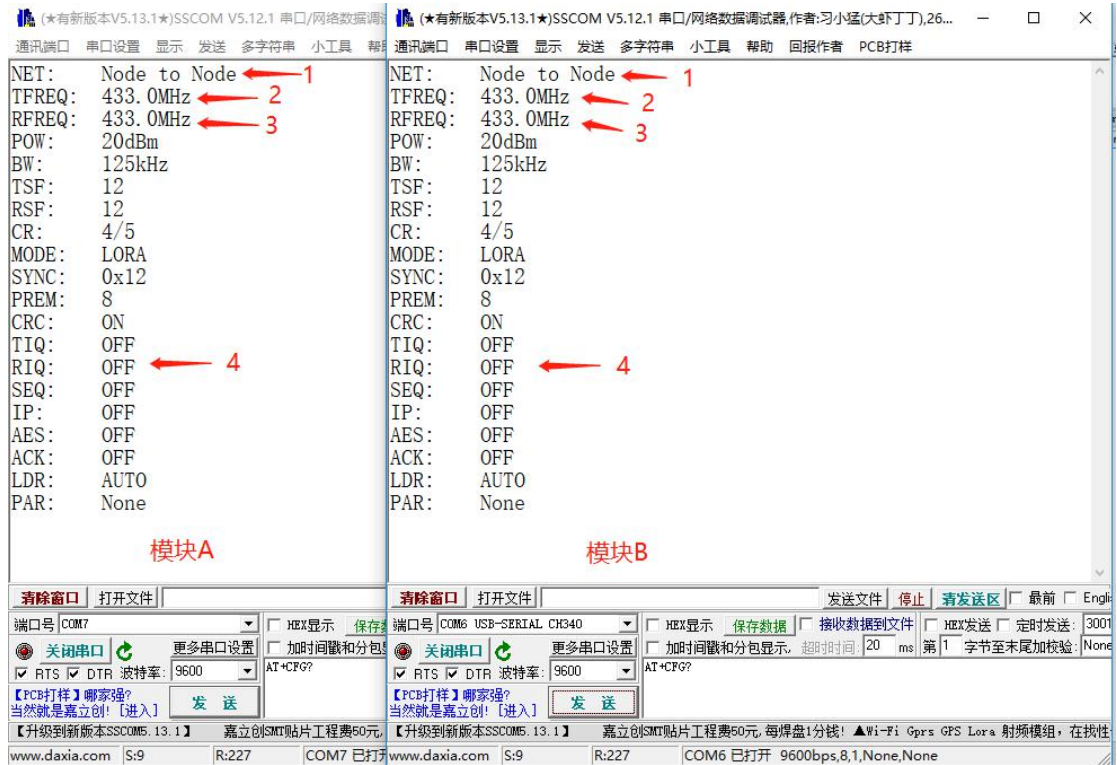 (★有新版本V5.13.1★)SSCOM V5.12.1 串口/网络数据调试
通讯端口 串口设置 显示 发送 多字符串 小工具 帮
NET: Node to Node 1
TFREQ: 433.0MHz 2
RFREQ: 433.0MHz 3
POW: 20dBm
BW: 125kHz
TSF: 12
RSF: 12
CR: 4/5
MODE: LORA
SYNC: 0x12
PREM: 8
CRC: ON
TIQ: OFF
RIQ: OFF 4
SEQ: OFF
IP: OFF
AES: OFF
ACK: OFF
LDR: AUTO
PAR: None
模块A
清除窗口 打开文件
端口号 COM7 HEX显示 保存
关闭串口 更多串口设置 加时间戳和分包
RTS DTR 波特率: 9600 AT+CFG?
【PCB打样】哪家强?
当然就是嘉立创!【进入】 发 送
【升级到新版本SSCOM5.13.1】 嘉立创SMT贴片工程费50元,
www.daxia.com S:9 R:227 COM7 已打
(★有新版本V5.13.1★)SSCOM V5.12.1 串口/网络数据调试器,作者:习小猛(大虾丁丁),26...
通讯端口 串口设置 显示 发送 多字符串 小工具 帮助 回报作者 PCB打样
NET: Node to Node 1
TFREQ: 433.0MHz 2
RFREQ: 433.0MHz 3
POW: 20dBm
BW: 125kHz
TSF: 12
RSF: 12
CR: 4/5
MODE: LORA
SYNC: 0x12
PREM: 8
CRC: ON
TIQ: OFF
RIQ: OFF 4
SEQ: OFF
IP: OFF
AES: OFF
ACK: OFF
LDR: AUTO
PAR: None
模块B
清除窗口 打开文件 发送文件 停止 清发送区 最前 Engli
端口号 COM6 USB-SERIAL CH340 HEX显示 保存数据 接收数据到文件 HEX发送 定时发送: 3001
关闭串口 更多串口设置 加时间戳和分包显示, 超时时间: 20 ms 第 1 字节至末尾加校验: None
RTS DTR 波特率: 9600 AT+CFG?
【PCB打样】哪家强?
当然就是嘉立创!【进入】 发 送
【升级到新版本SSCOM5.13.1】 嘉立创SMT贴片工程费50元,每焊盘1分钱! ▲Wi-Fi Gprs GPS Lora 射频模组,在找性
www.daxia.com S:9 R:227 COM6 已打开 9600bps,8,1,None,None